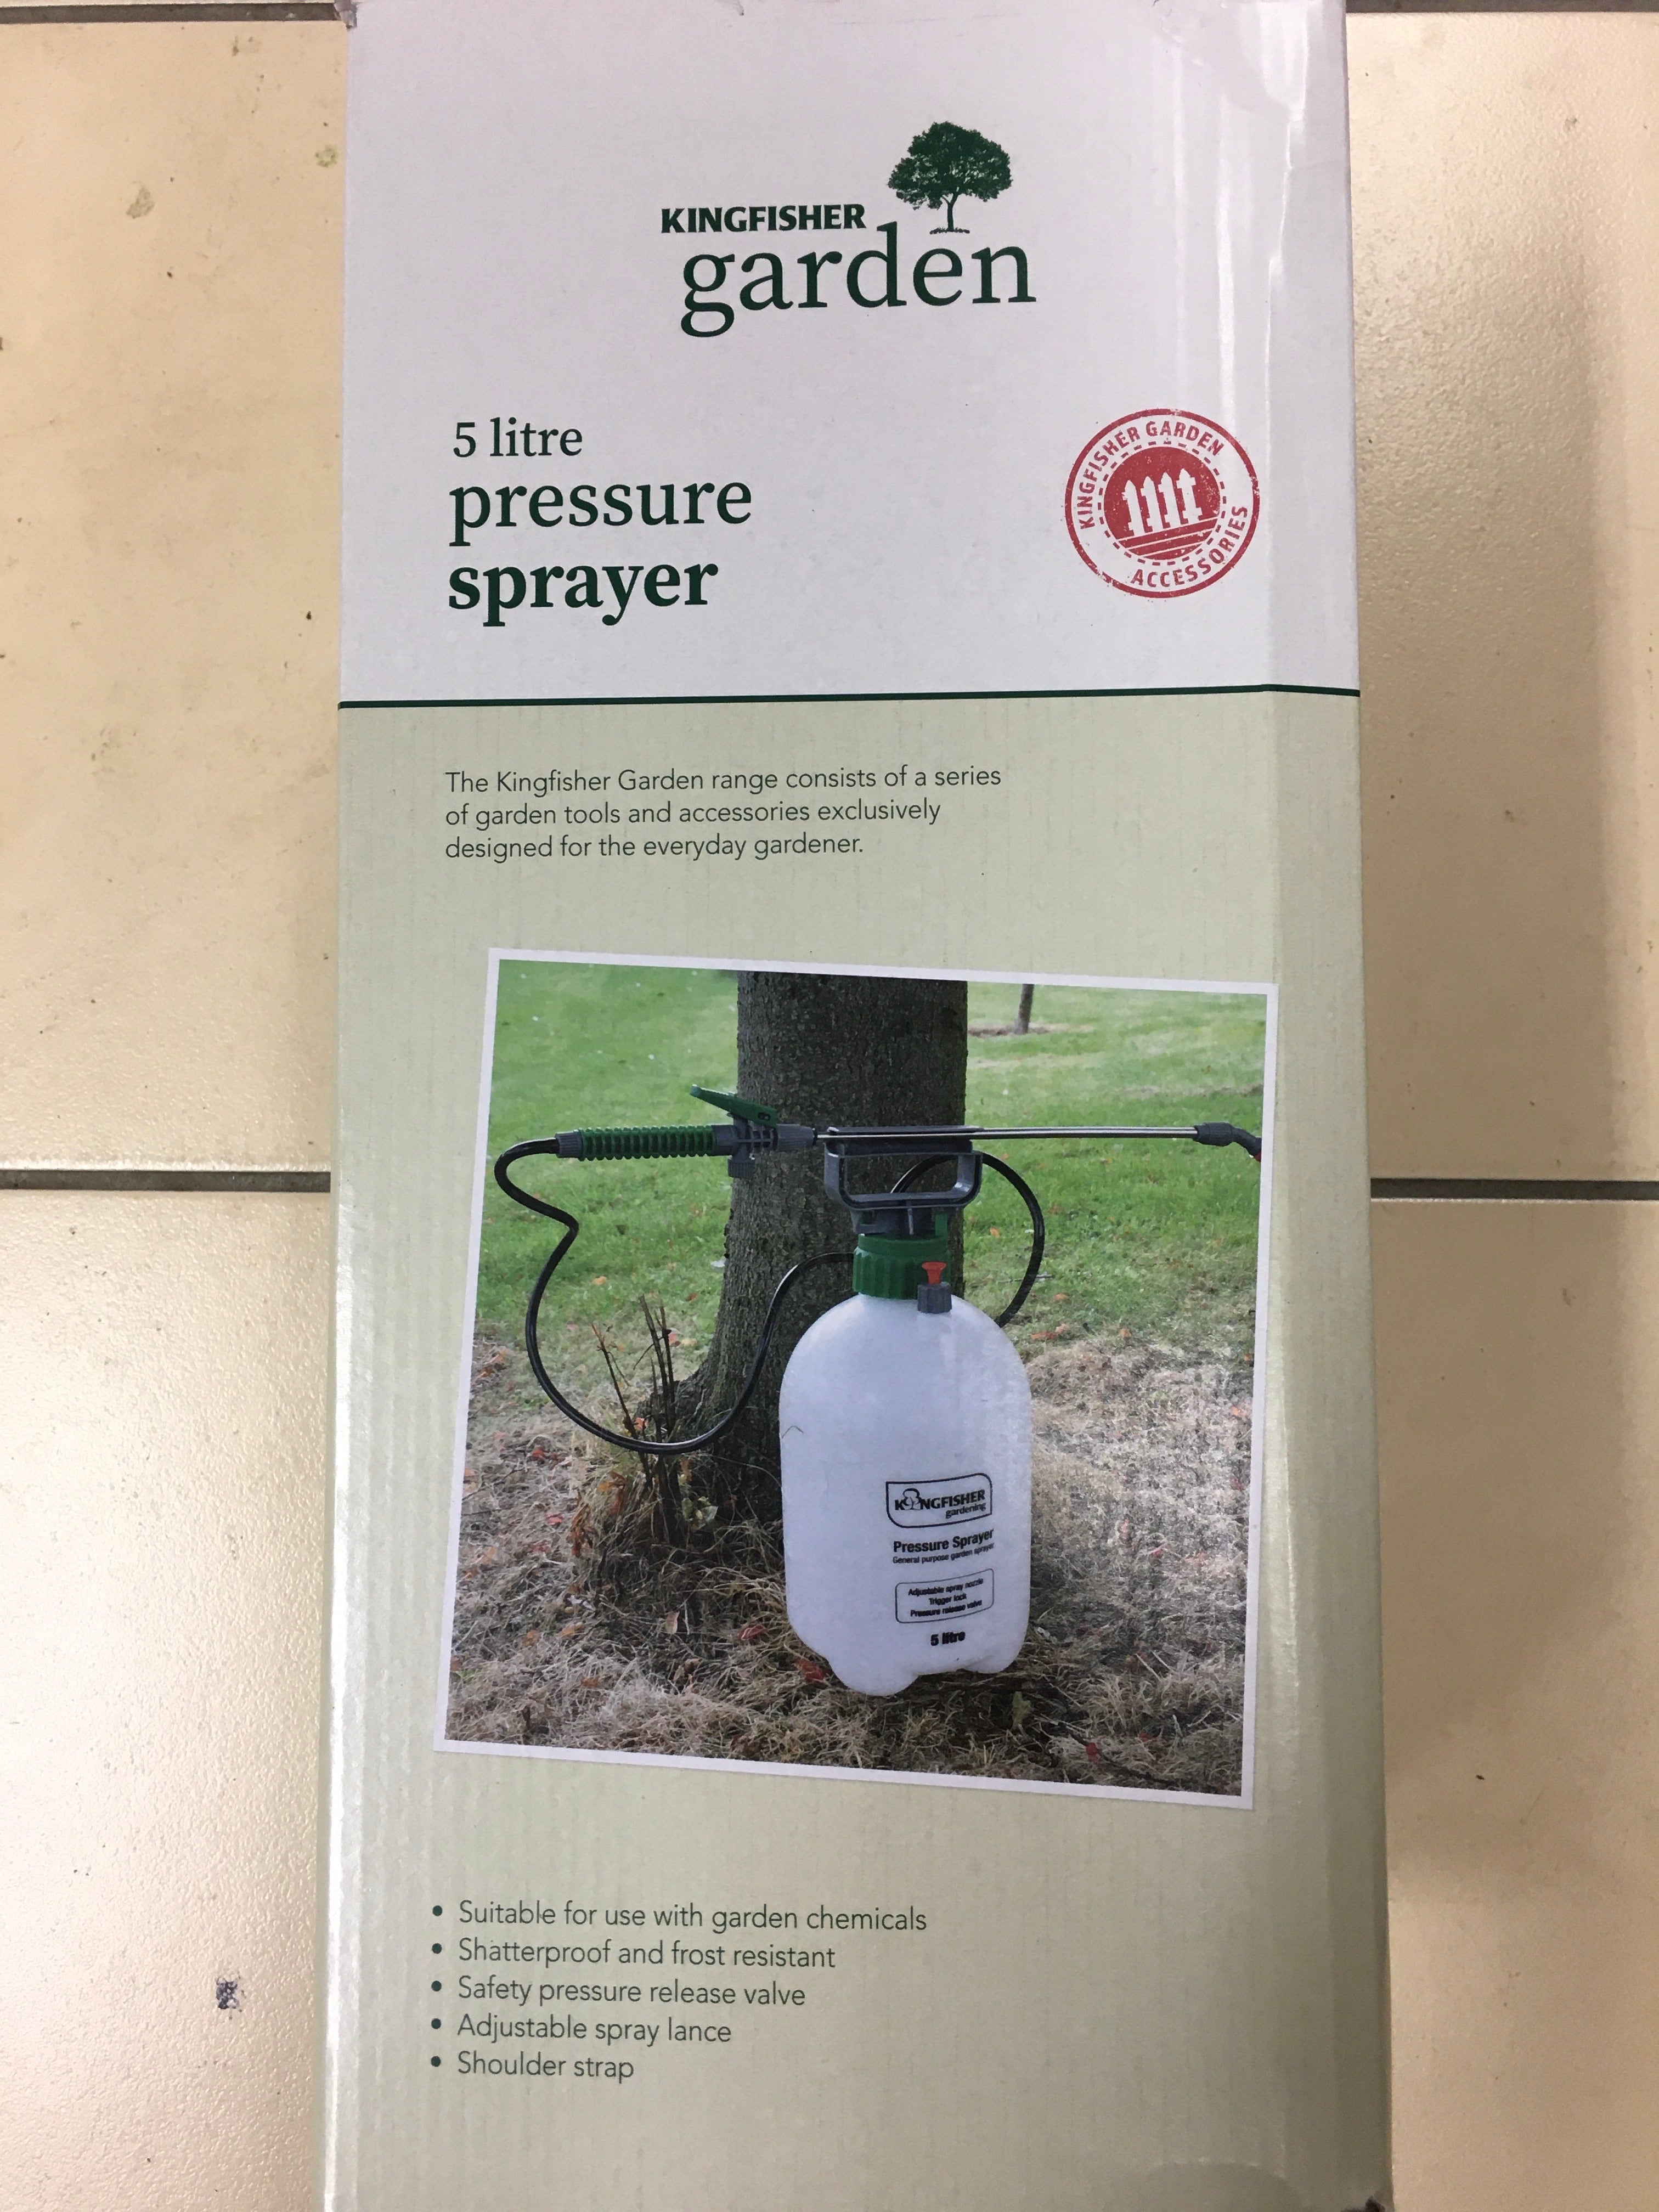 KINGFISHER
garden
5 litre
pressure
sprayer
KINGFISHER GARDEN
ACCESSORIES
The Kingfisher Garden range consists of a series
of garden tools and accessories exclusively
designed for the everyday gardener.
KINGFISHER
gardening
Pressure Sprayer
General purpose garden sprayer
Adjustable spray nozzle
Trigger lock
Pressure release valve
5 litre
• Suitable for use with garden chemicals
• Shatterproof and frost resistant
• Safety pressure release valve
• Adjustable spray lance
• Shoulder strap